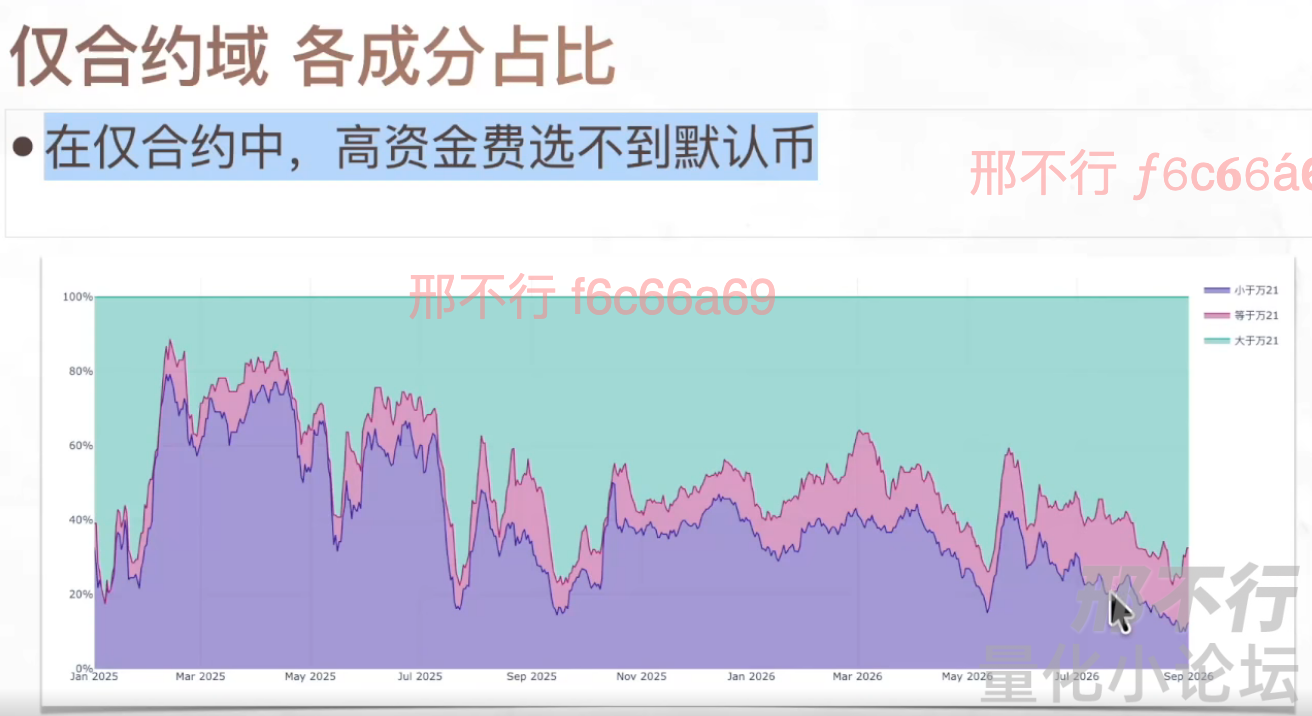 仅合约域 各成分占比
• 在仅合约中，高资金费选不到默认币
邢不行 f6c66a6
邢不行 f6c66a69
小于万21
等于万21
大于万21
100%
80%
60%
40%
20%
0%
Jan 2025 Mar 2025 May 2025 Jul 2025 Sep 2025 Nov 2025 Jan 2026 Mar 2026 May 2026 Jul 2026 Sep 2026
邢不行
量化小论坛